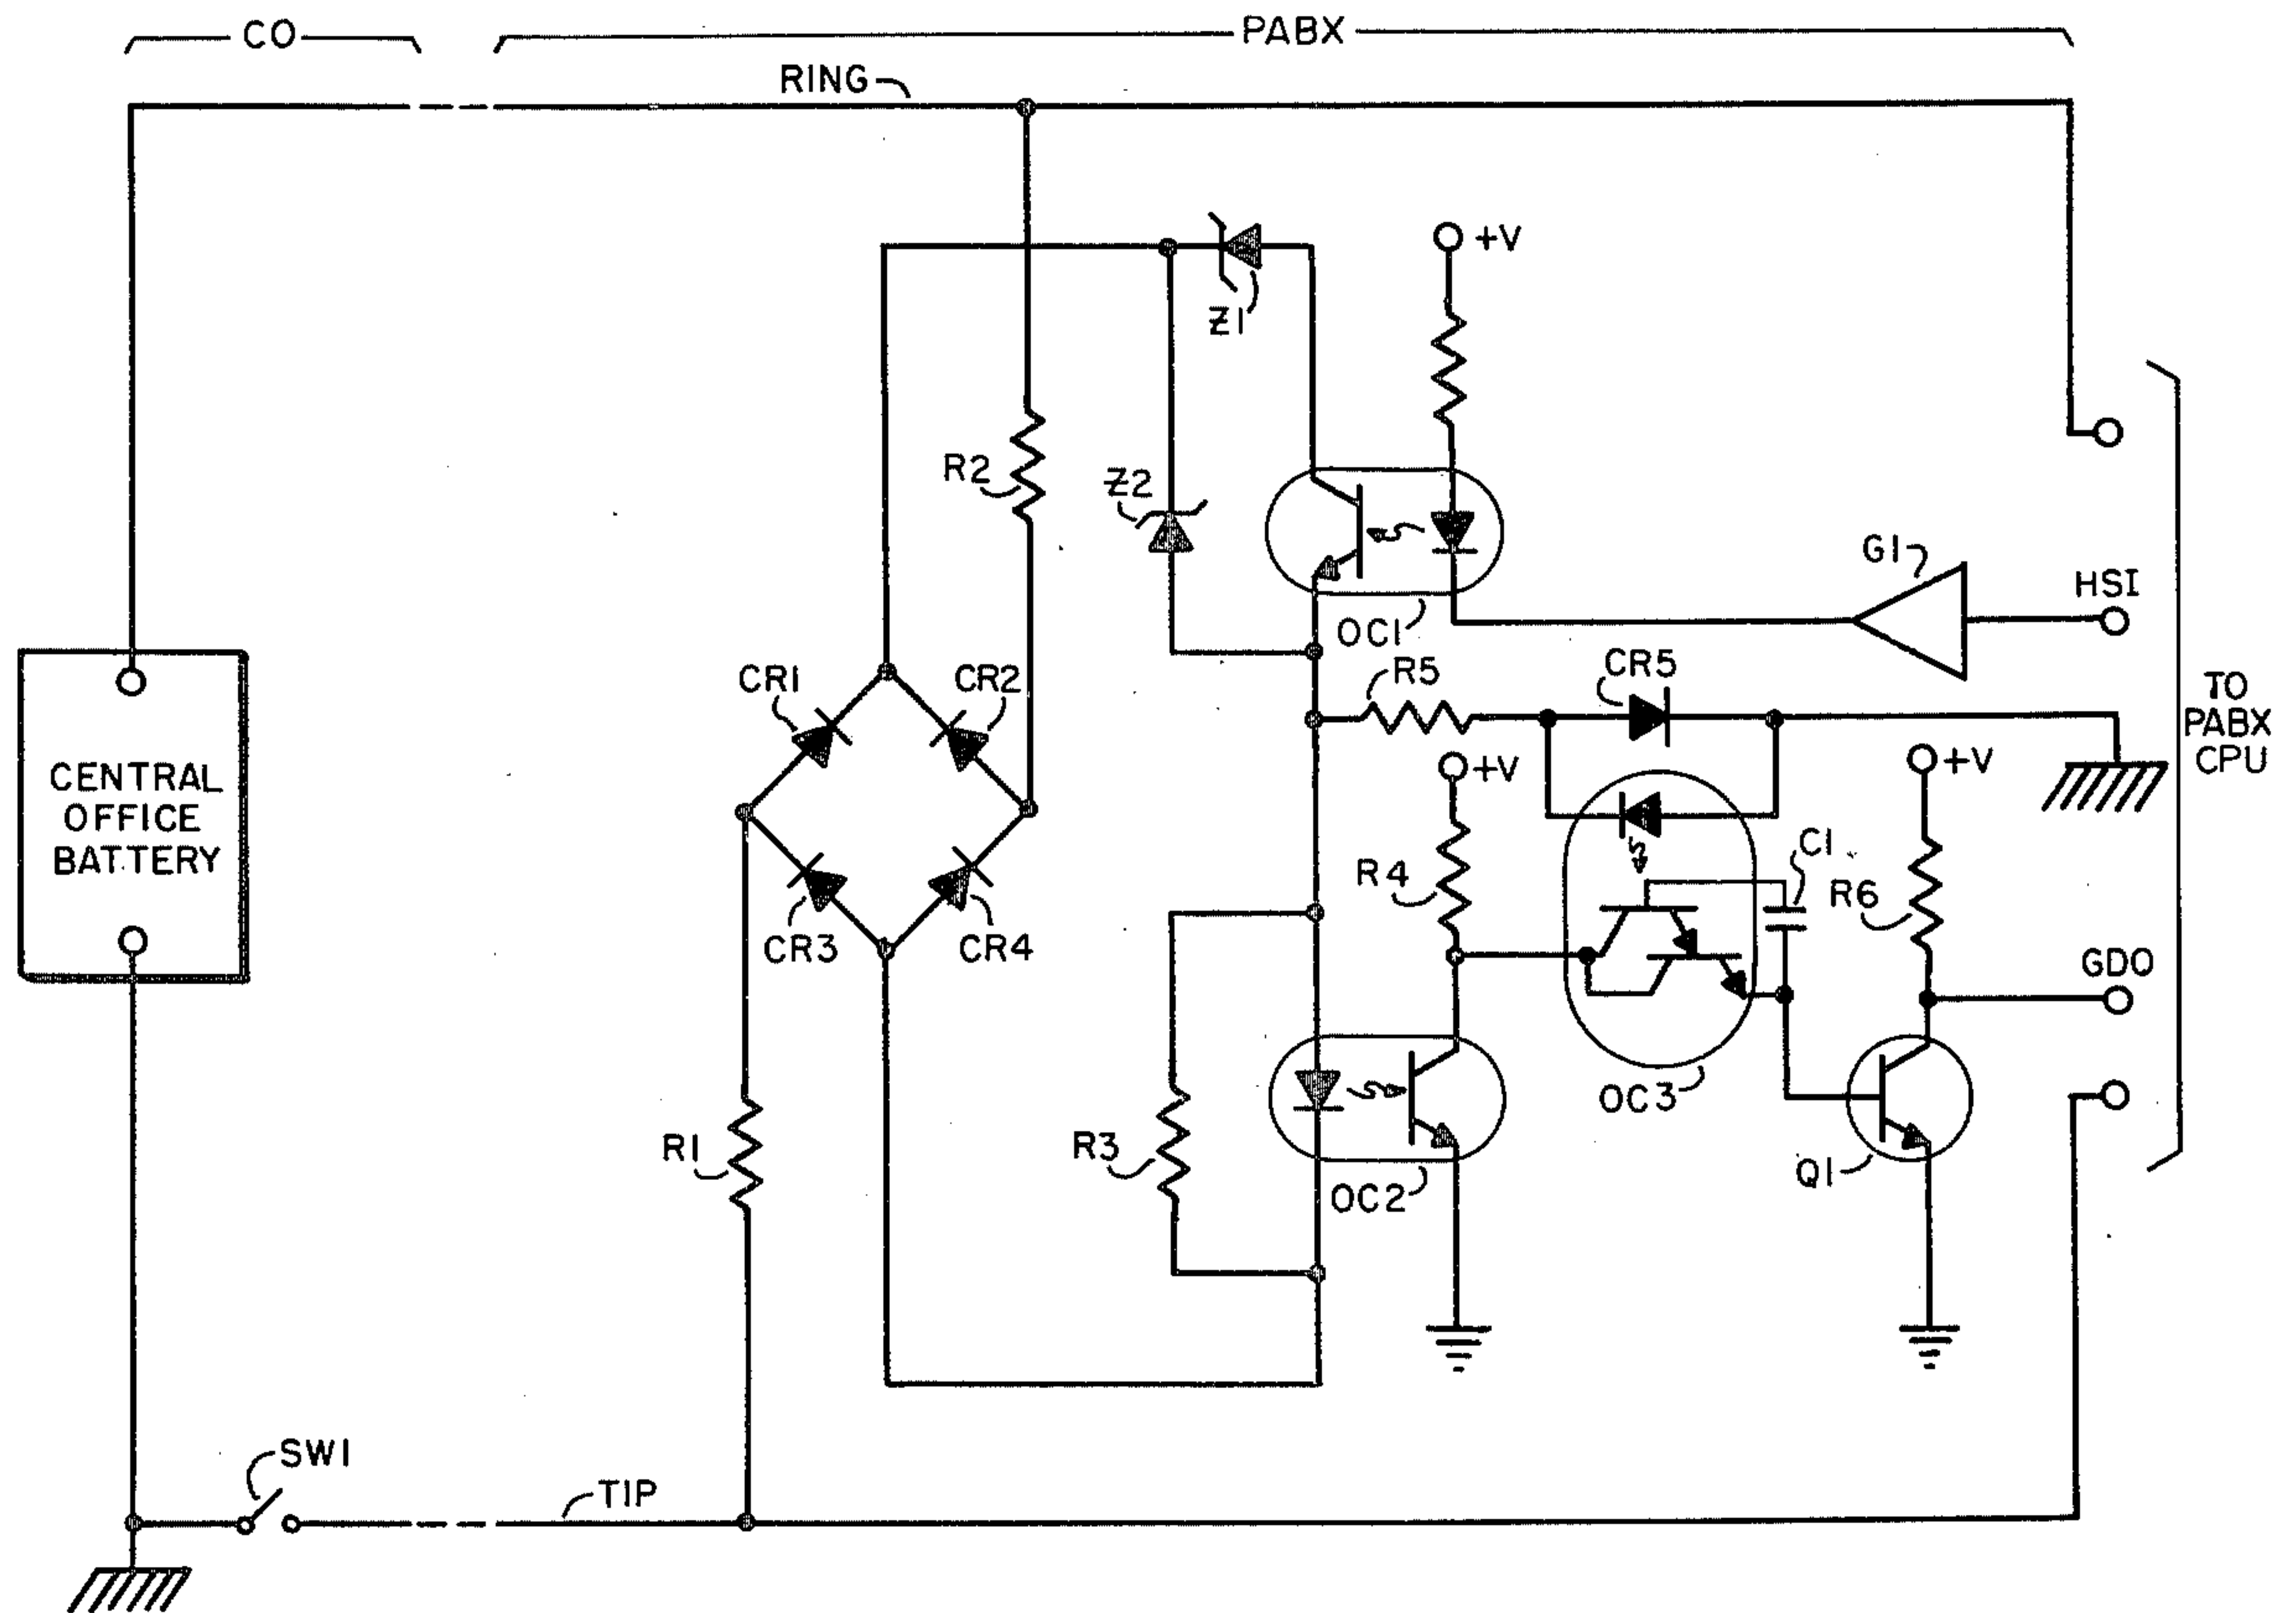 CO
PABX
RING
+V
Z1
R2
Z2
G1
HSI
OC1
CR1
CR2
R5
CR5
TO
PABX
CPU
CENTRAL
OFFICE
BATTERY
+V
+V
R4
C1
R6
CR3
CR4
GDO
OC3
R1
R3
OC2
Q1
SW1
TIP